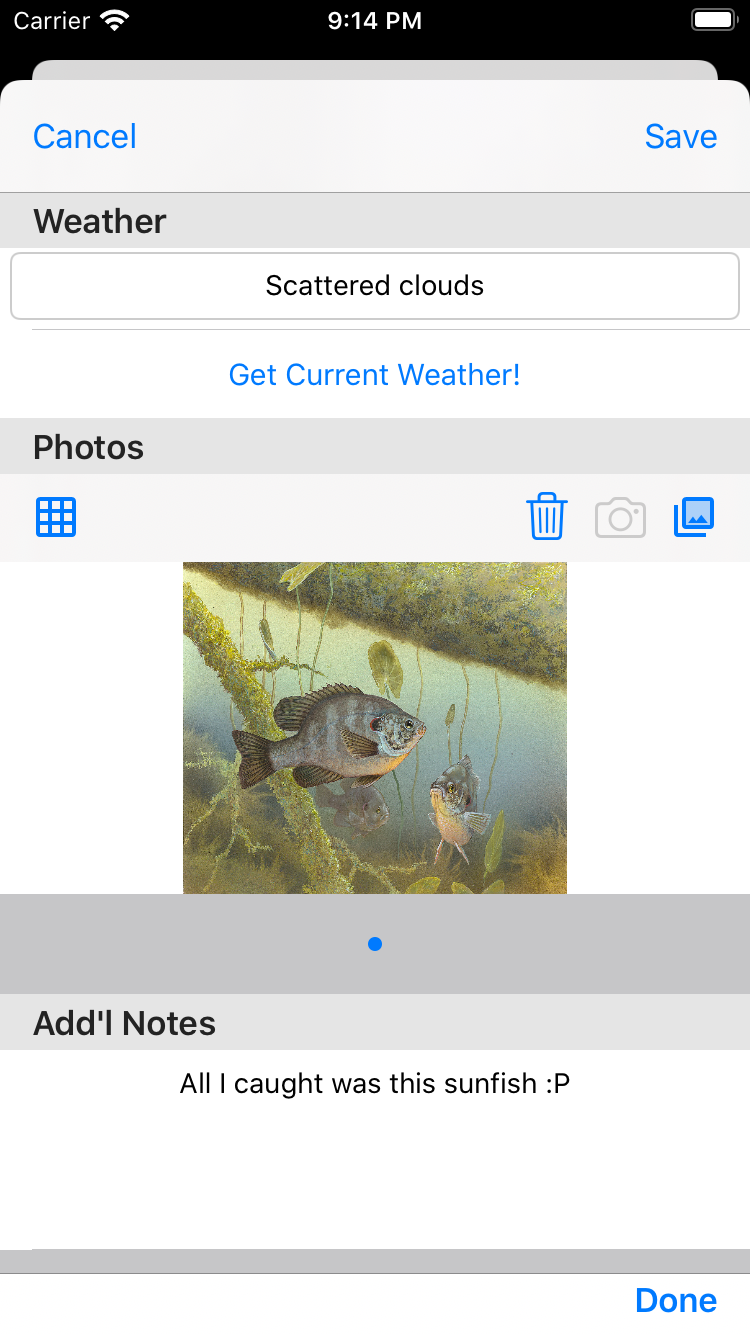 Carrier 9:14 PM
Cancel Save
Weather
Scattered clouds
Get Current Weather!
Photos
Add'l Notes
All I caught was this sunfish :P
Done